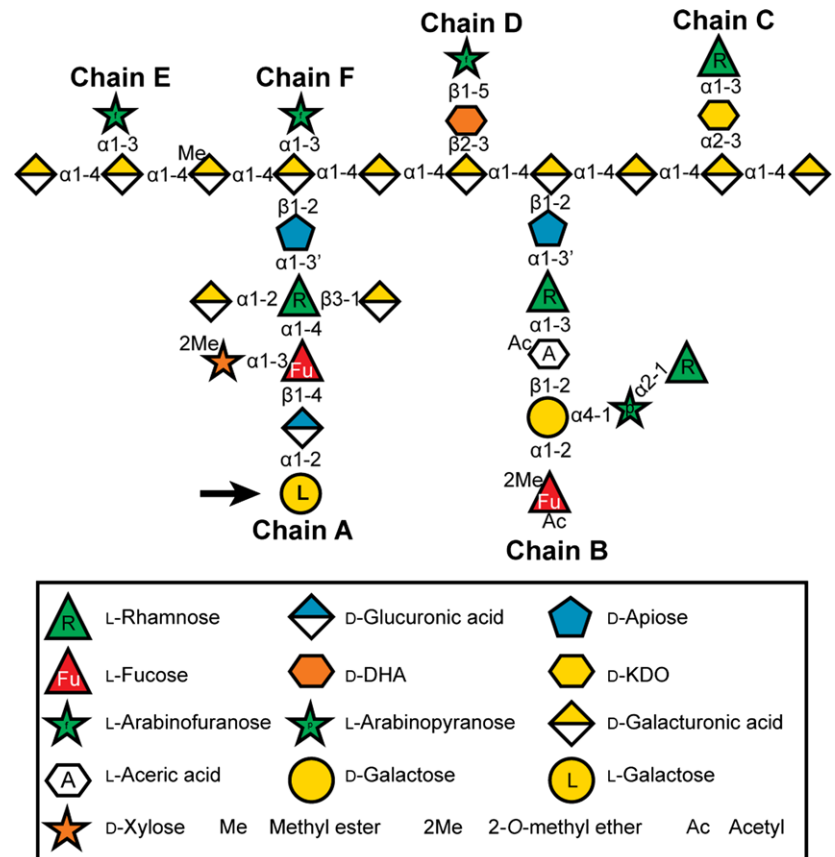 Chain D
Chain C
Chain E
Chain F
f
R
f
f
β1-5
α1-3
α1-3
α1-3
β2-3
α2-3
Me
α1-4 α1-4 α1-4 α1-4 α1-4 α1-4 α1-4 α1-4 α1-4
β1-2 β1-2
α1-3' α1-3'
α1-2 R β3-1 R
α1-4 α1-3
2Me α1-3 Fu Ac A α2-1 R
β1-4 β1-2
α4-1 p
α1-2 α1-2
L 2Me Fu
Chain A Ac
Chain B
R L-Rhamnose D-Glucuronic acid D-Apiose
Fu L-Fucose D-DHA D-KDO
f L-Arabinofuranose p L-Arabinopyranose D-Galacturonic acid
A L-Aceric acid D-Galactose L L-Galactose
D-Xylose Me Methyl ester 2Me 2-O-methyl ether Ac Acetyl